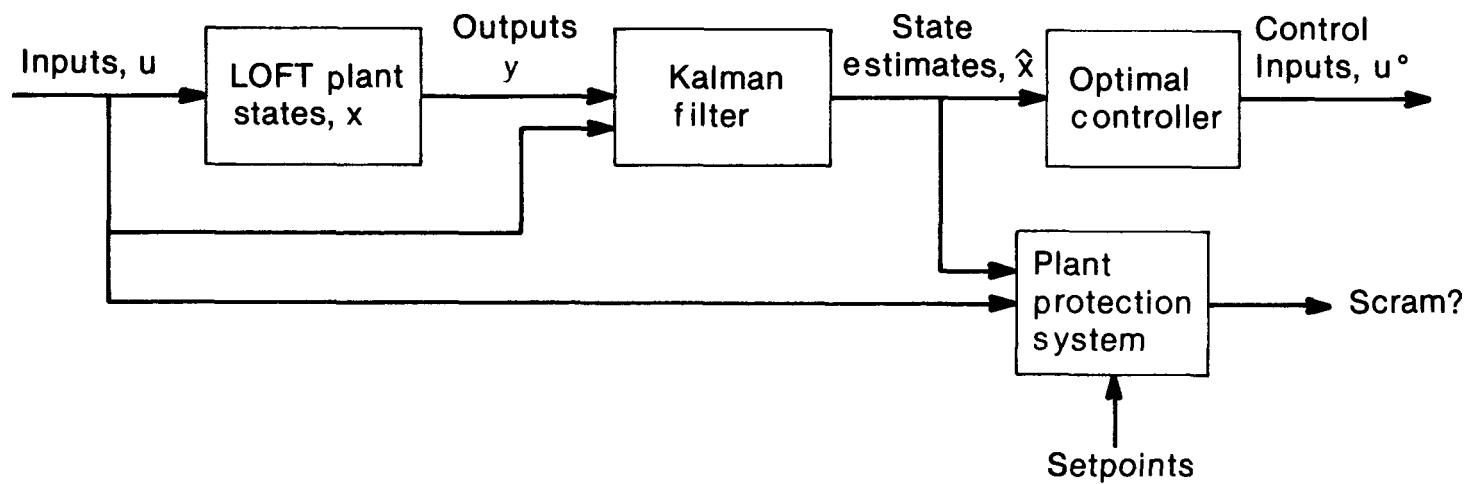 Inputs, u
LOFT plant
states, x
Outputs
y
Kalman
filter
State
estimates, x̂
Optimal
controller
Control
Inputs, u°
Plant
protection
system
Scram?
Setpoints